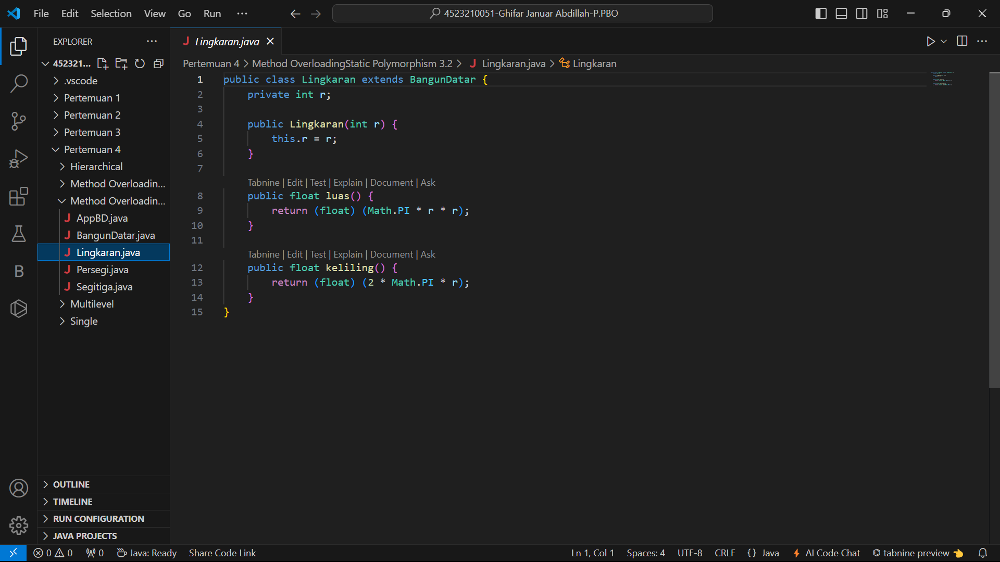 File Edit Selection View Go Run ···
4523210051-Ghifar Januar Abdillah-P.PBO
EXPLORER
452321...
.vscode
Pertemuan 1
Pertemuan 2
Pertemuan 3
Pertemuan 4
Hierarchical
Method Overloadin...
Method Overloadin...
J AppBD.java
J BangunDatar.java
J Lingkaran.java
J Persegi.java
J Segitiga.java
Multilevel
Single
OUTLINE
TIMELINE
RUN CONFIGURATION
JAVA PROJECTS
B
J Lingkaran.java
Pertemuan 4 > Method OverloadingStatic Polymorphism 3.2 > J Lingkaran.java > Lingkaran
1 public class Lingkaran extends BangunDatar {
2     private int r;
3
4     public Lingkaran(int r) {
5         this.r = r;
6     }
7
Tabnine | Edit | Test | Explain | Document | Ask
8     public float luas() {
9         return (float) (Math.PI * r * r);
10     }
11
Tabnine | Edit | Test | Explain | Document | Ask
12     public float keliling() {
13         return (float) (2 * Math.PI * r);
14     }
15 }
0 0 0 Java: Ready Share Code Link Ln 1, Col 1 Spaces: 4 UTF-8 CRLF {} Java AI Code Chat tabnine preview 👈